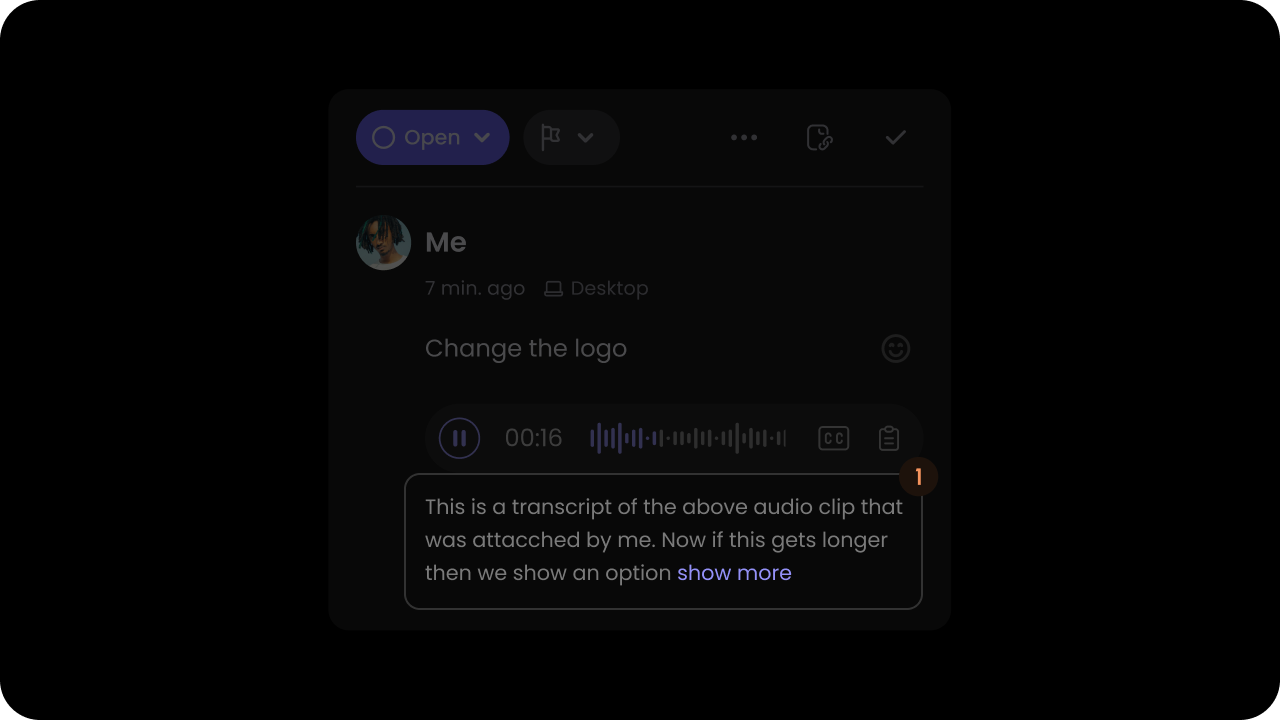 Open
Me
7 min. ago Desktop
Change the logo
00:16 CC
1
This is a transcript of the above audio clip that
was attacched by me. Now if this gets longer
then we show an option show more